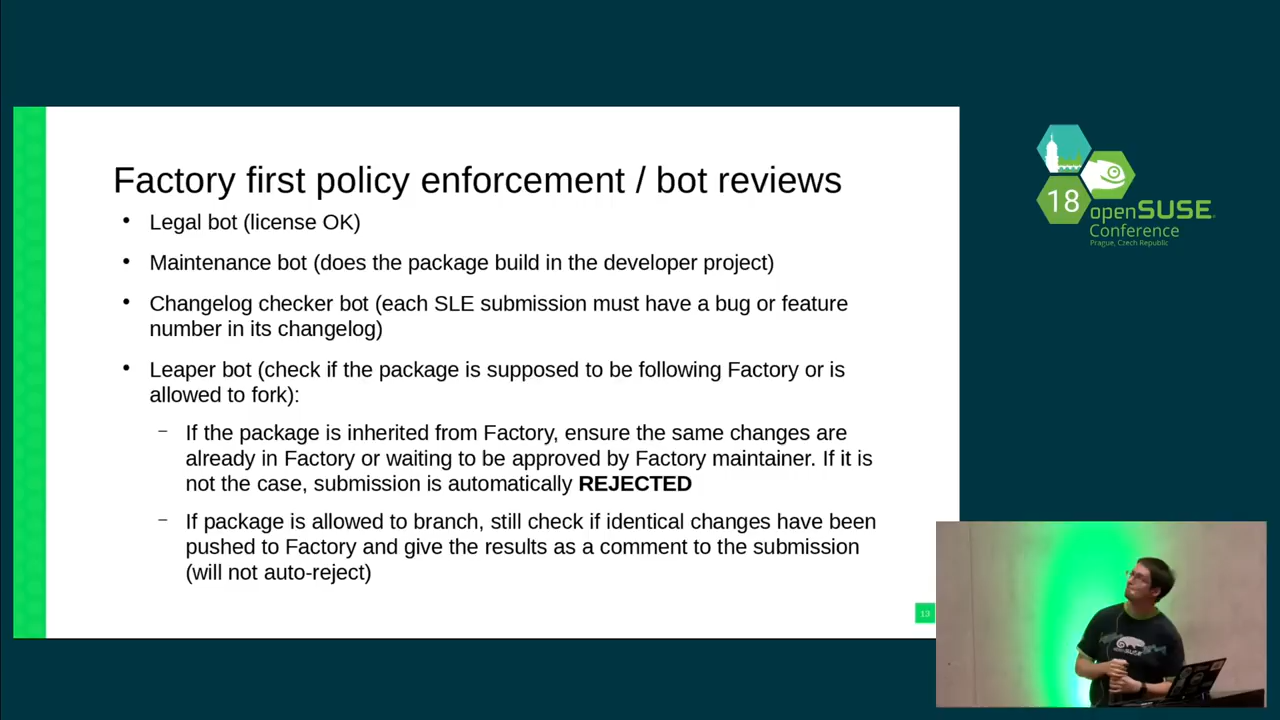 Factory first policy enforcement / bot reviews
• Legal bot (license OK)
• Maintenance bot (does the package build in the developer project)
• Changelog checker bot (each SLE submission must have a bug or feature
number in its changelog)
• Leaper bot (check if the package is supposed to be following Factory or is
allowed to fork):
– If the package is inherited from Factory, ensure the same changes are
already in Factory or waiting to be approved by Factory maintainer. If it is
not the case, submission is automatically REJECTED
– If package is allowed to branch, still check if identical changes have been
pushed to Factory and give the results as a comment to the submission
(will not auto-reject)
13
18
openSUSE
Conference
Prague, Czech Republic
openSUSE